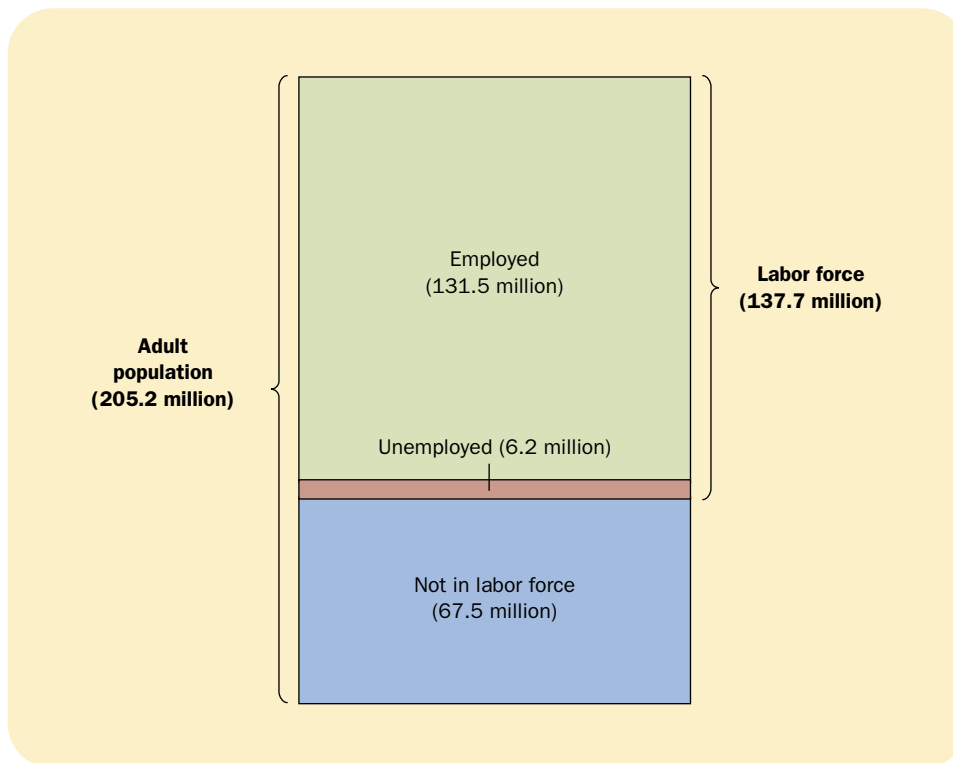 Employed
(131.5 million)
Labor force
(137.7 million)
Adult
population
(205.2 million)
Unemployed (6.2 million)
Not in labor force
(67.5 million)